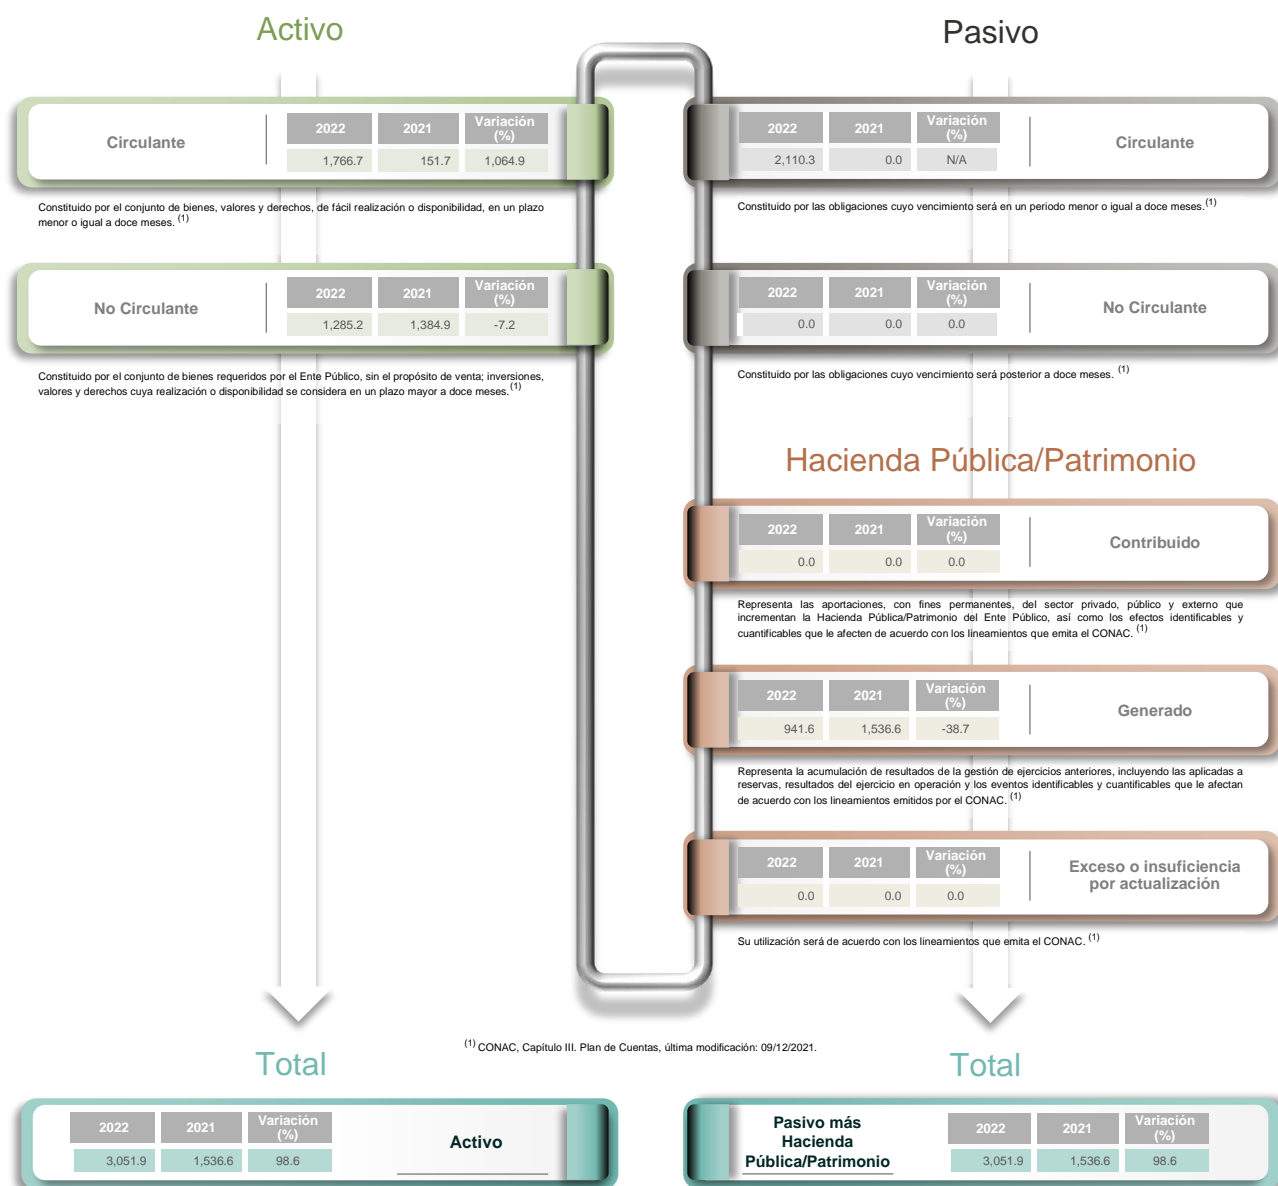 Activo
Circulante
2022 2021 Variación (%)
1,766.7 151.7 1,064.9
Constituido por el conjunto de bienes, valores y derechos, de fácil realización o disponibilidad, en un plazo
menor o igual a doce meses. (1)
No Circulante
2022 2021 Variación (%)
1,285.2 1,384.9 -7.2
Constituido por el conjunto de bienes requeridos por el Ente Público, sin el propósito de venta; inversiones,
valores y derechos cuya realización o disponibilidad se considera en un plazo mayor a doce meses. (1)
Pasivo
2022 2021 Variación (%)
2,110.3 0.0 N/A
Circulante
Constituido por las obligaciones cuyo vencimiento será en un periodo menor o igual a doce meses. (1)
2022 2021 Variación (%)
0.0 0.0 0.0
No Circulante
Constituido por las obligaciones cuyo vencimiento será posterior a doce meses. (1)
Hacienda Pública/Patrimonio
2022 2021 Variación (%)
0.0 0.0 0.0
Contribuido
Representa las aportaciones, con fines permanentes, del sector privado, público y externo que
incrementan la Hacienda Pública/Patrimonio del Ente Público, así como los efectos identificables y
cuantificables que le afecten de acuerdo con los lineamientos que emita el CONAC. (1)
2022 2021 Variación (%)
941.6 1,536.6 -38.7
Generado
Representa la acumulación de resultados de la gestión de ejercicios anteriores, incluyendo las aplicadas a
reservas, resultados del ejercicio en operación y los eventos identificables y cuantificables que le afectan
de acuerdo con los lineamientos emitidos por el CONAC. (1)
2022 2021 Variación (%)
0.0 0.0 0.0
Exceso o insuficiencia
por actualización
Su utilización será de acuerdo con los lineamientos que emita el CONAC. (1)
(1) CONAC, Capítulo III. Plan de Cuentas, última modificación: 09/12/2021.
Total
2022 2021 Variación (%)
3,051.9 1,536.6 98.6
Activo
Total
Pasivo más
Hacienda
Pública/Patrimonio
2022 2021 Variación (%)
3,051.9 1,536.6 98.6